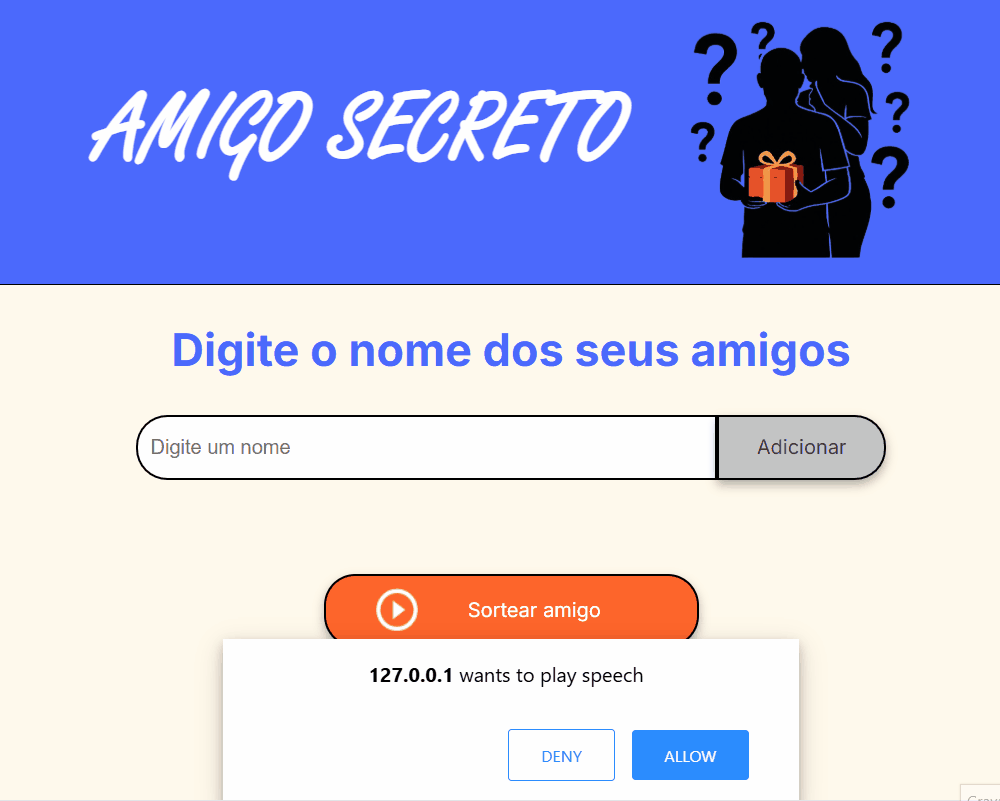 AMIGO SECRETO
Digite o nome dos seus amigos
Digite um nome
Adicionar
Sortear amigo
127.0.0.1 wants to play speech
DENY
ALLOW